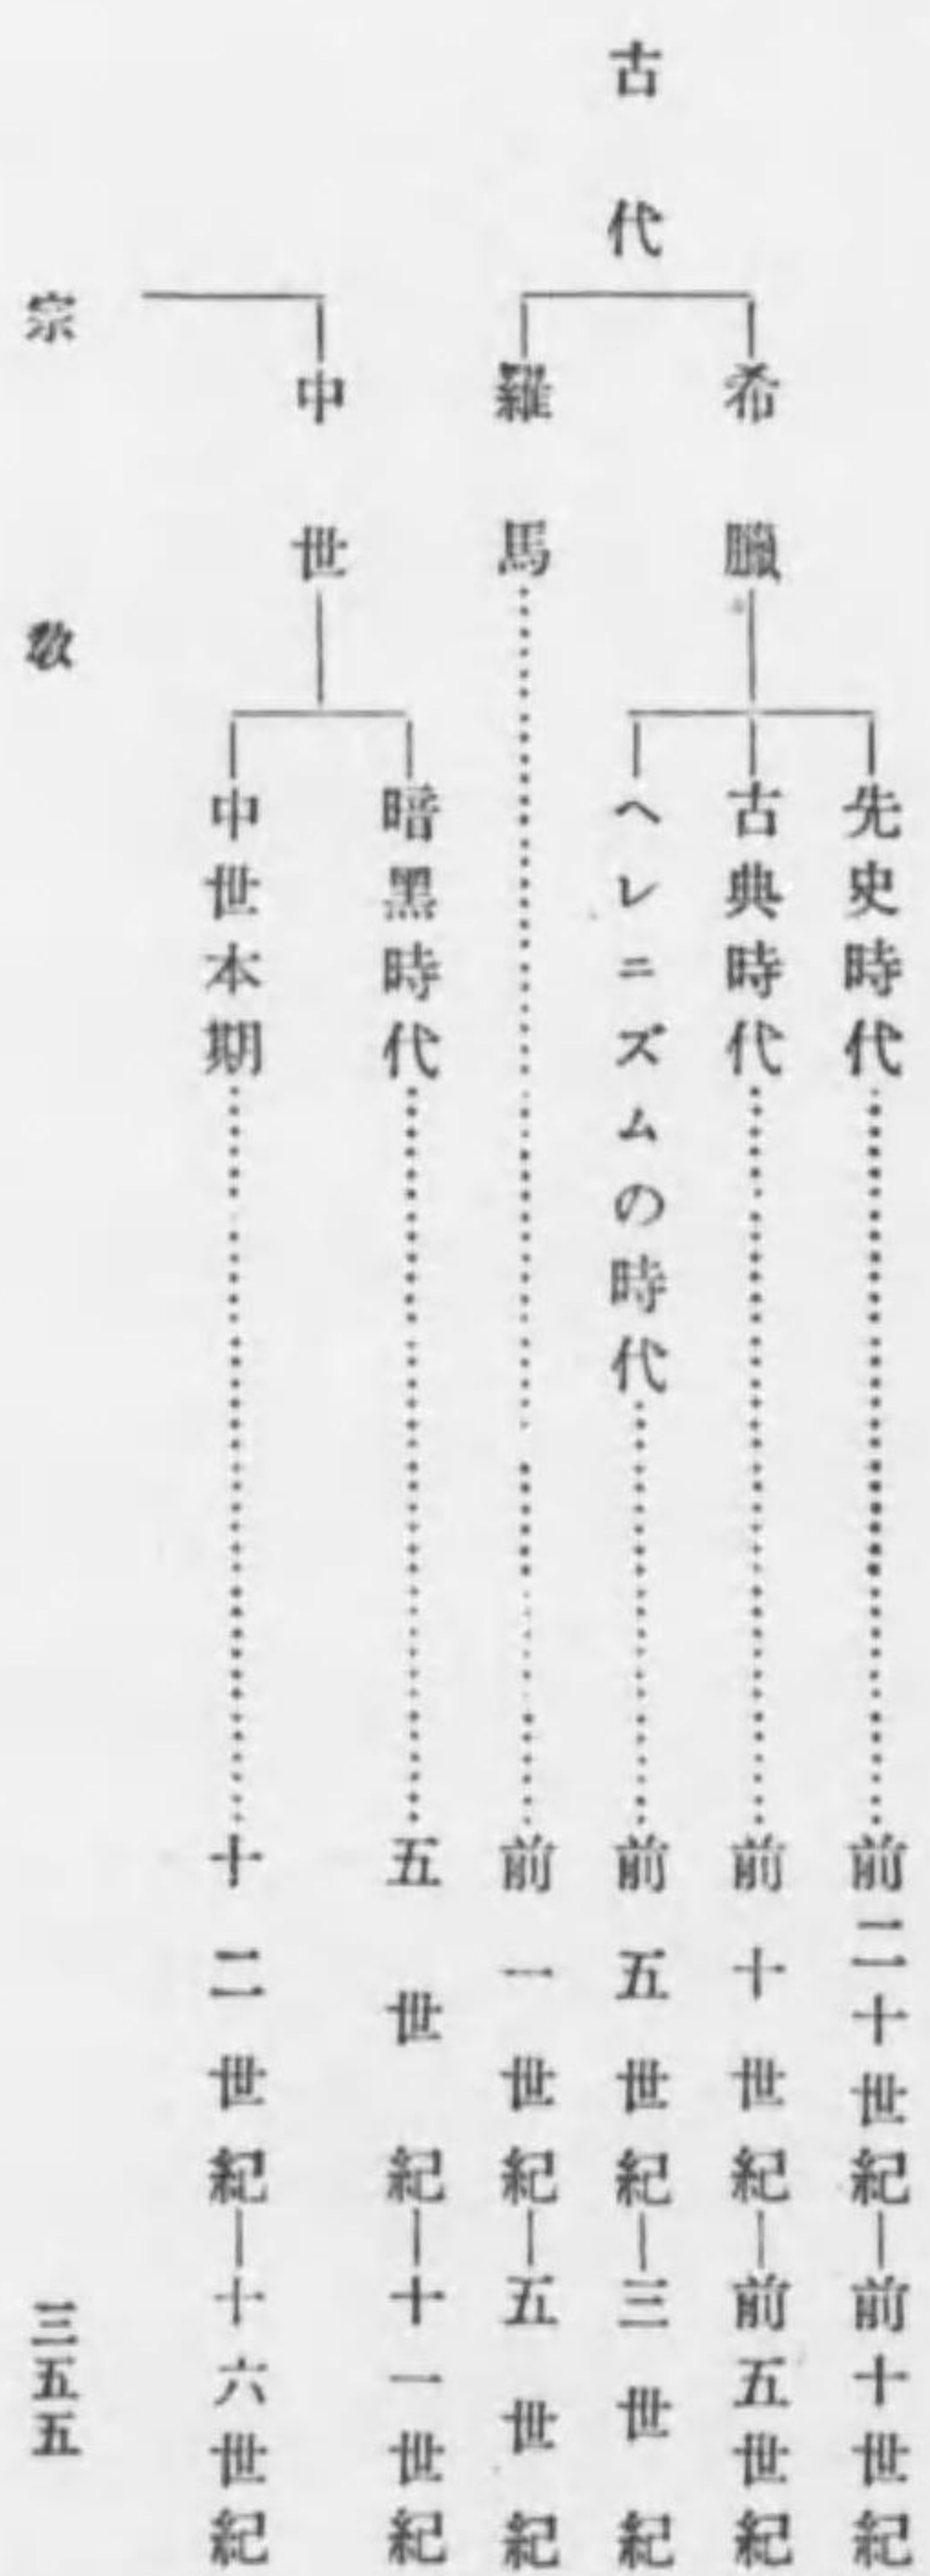 古代
希臘
先史時代……前二十世紀―前十世紀
古典時代……前十世紀―前五世紀
ヘレニズムの時代……前五世紀―三世紀
羅馬……前一世紀―五世紀
中世
暗黑時代……五世紀―十一世紀
中世本期……十二世紀―十六世紀
宗教
三五五